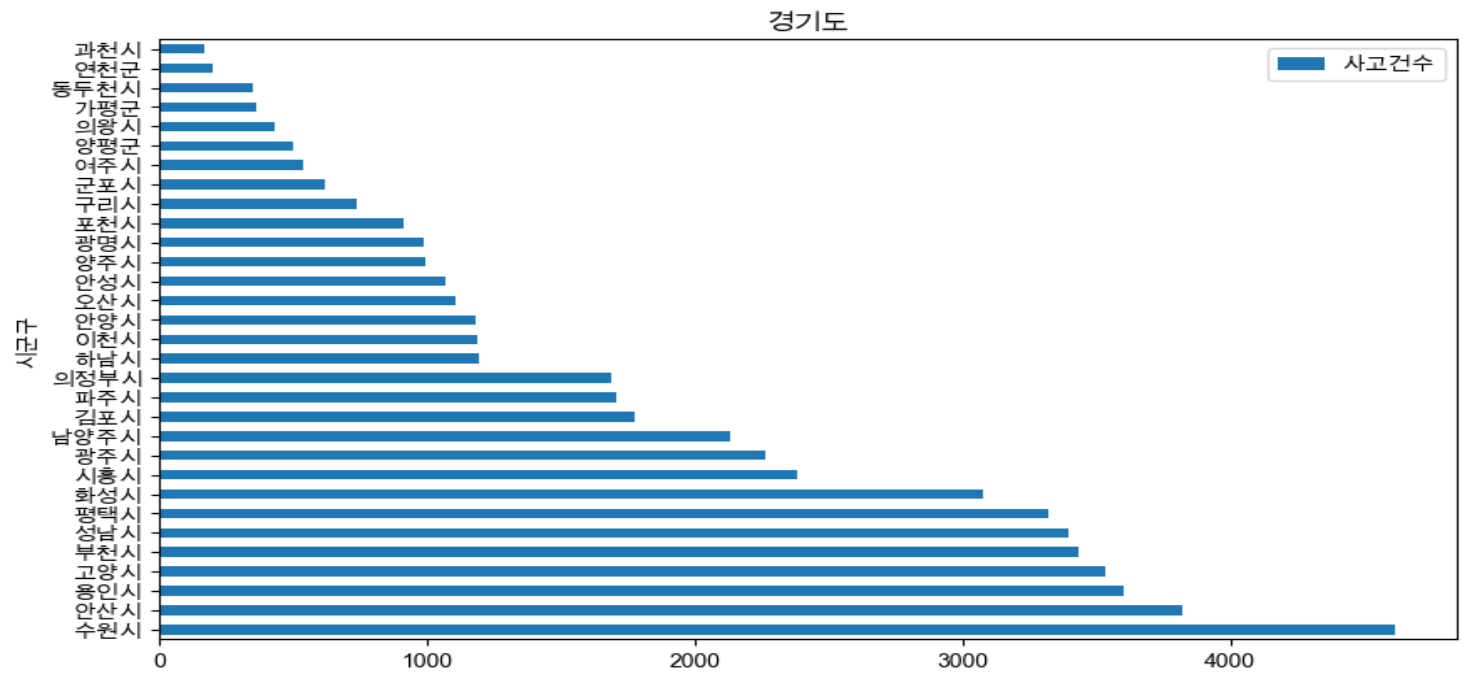 경기도
사고건수
시군구
과천시
연천군
동두천시
가평군
의왕시
양평군
여주시
군포시
구리시
포천시
광명시
양주시
안성시
오산시
안양시
이천시
하남시
의정부시
파주시
김포시
남양주시
광주시
시흥시
화성시
평택시
성남시
부천시
고양시
용인시
안산시
수원시
0 1000 2000 3000 4000